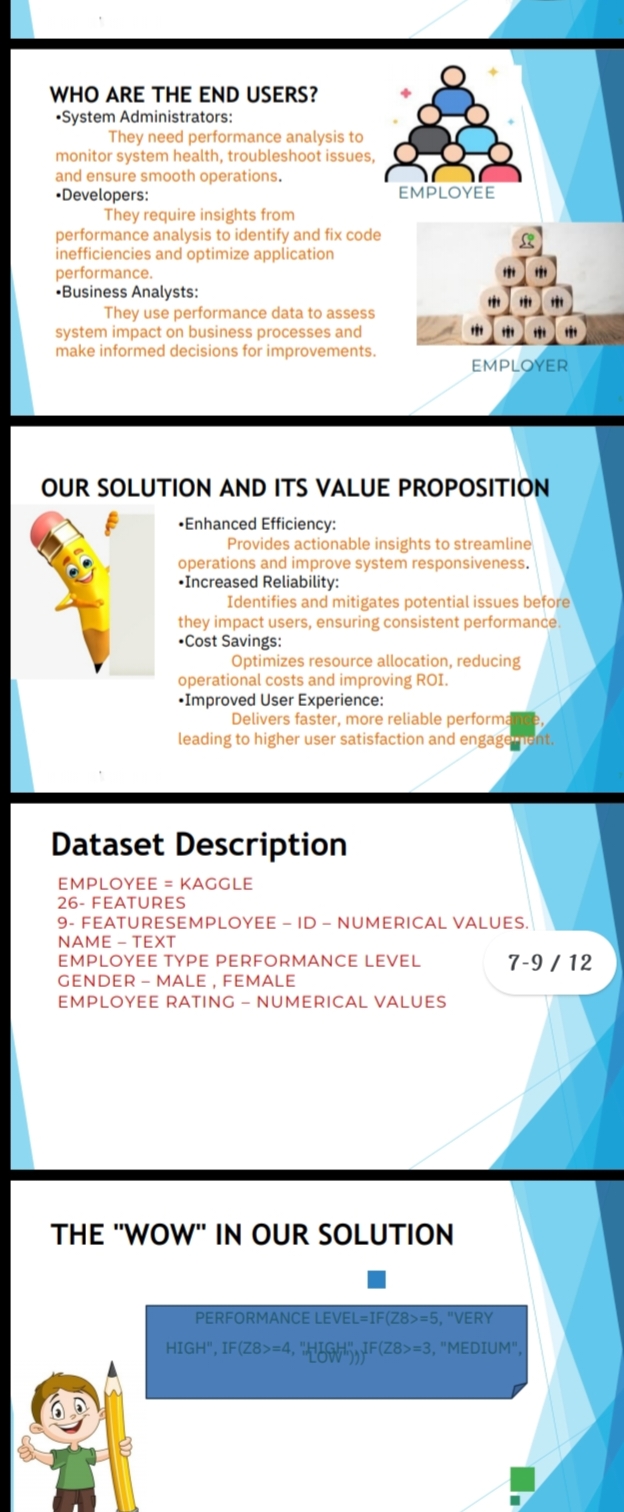 WHO ARE THE END USERS?
•System Administrators:
They need performance analysis to
monitor system health, troubleshoot issues,
and ensure smooth operations.
•Developers:
They require insights from
performance analysis to identify and fix code
inefficiencies and optimize application
performance.
•Business Analysts:
They use performance data to assess
system impact on business processes and
make informed decisions for improvements.
EMPLOYEE
EMPLOYER
OUR SOLUTION AND ITS VALUE PROPOSITION
•Enhanced Efficiency:
Provides actionable insights to streamline
operations and improve system responsiveness.
•Increased Reliability:
Identifies and mitigates potential issues before
they impact users, ensuring consistent performance.
•Cost Savings:
Optimizes resource allocation, reducing
operational costs and improving ROI.
•Improved User Experience:
Delivers faster, more reliable performance,
leading to higher user satisfaction and engagement.
Dataset Description
EMPLOYEE = KAGGLE
26- FEATURES
9- FEATURESEMPLOYEE – ID – NUMERICAL VALUES.
NAME – TEXT
EMPLOYEE TYPE PERFORMANCE LEVEL
GENDER – MALE , FEMALE
EMPLOYEE RATING – NUMERICAL VALUES
7-9 / 12
THE "WOW" IN OUR SOLUTION
PERFORMANCE LEVEL=IF(Z8>=5, "VERY
HIGH", IF(Z8>=4, "HIGH", IF(Z8>=3, "MEDIUM",
"LOW")))